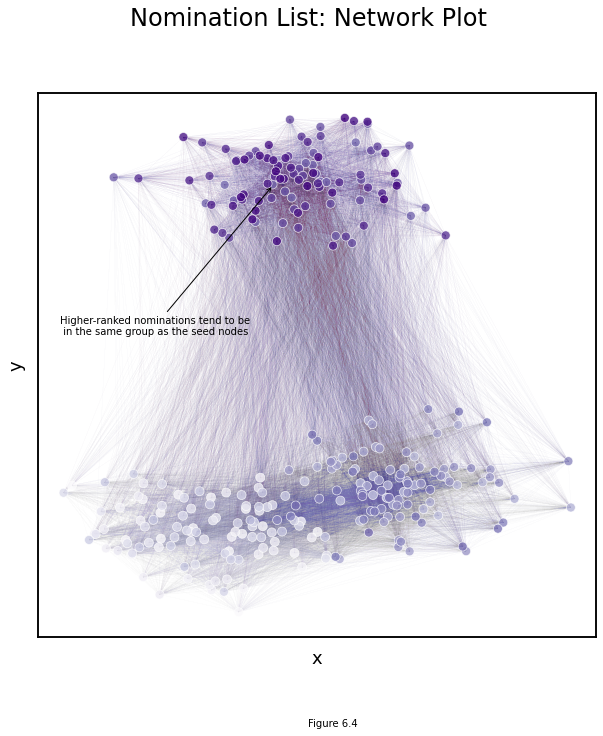 Nomination List: Network Plot
Higher-ranked nominations tend to be
in the same group as the seed nodes
y
x
Figure 6.4